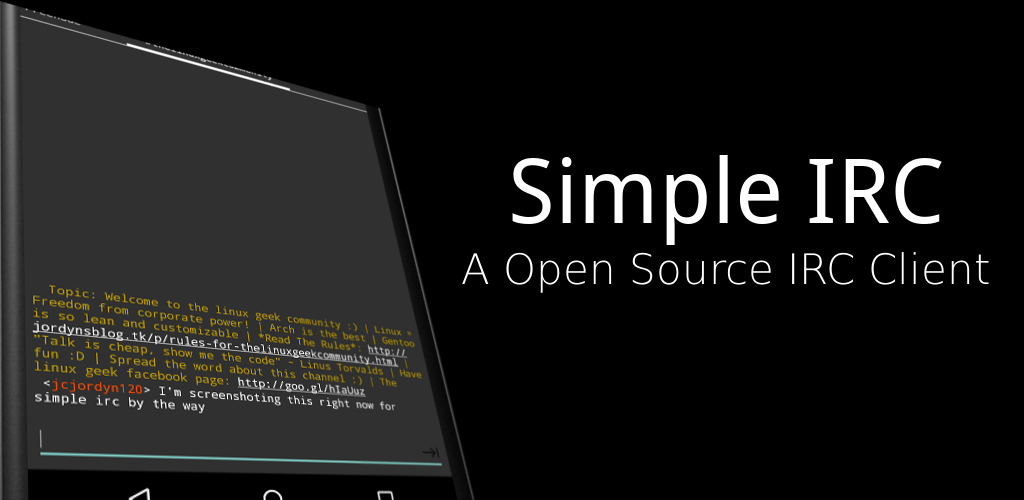 Simple IRC
A Open Source IRC Client
Topic: Welcome to the linux geek community :) | Linux =
Freedom from corporate power! | Arch is the best | Gentoo
is so lean and customizable | *Read The Rules*: http://
jordynsblog.tk/p/rules-for-thelinuxgeekcommunity.html |
"Talk is cheap, show me the code" - Linus Torvalds | Have
fun :D | Spread the word about this channel :) | The
linux geek facebook page: http://goo.gl/hIaUuz
<jcjordyn120> I'm screenshoting this right now for
simple irc by the way